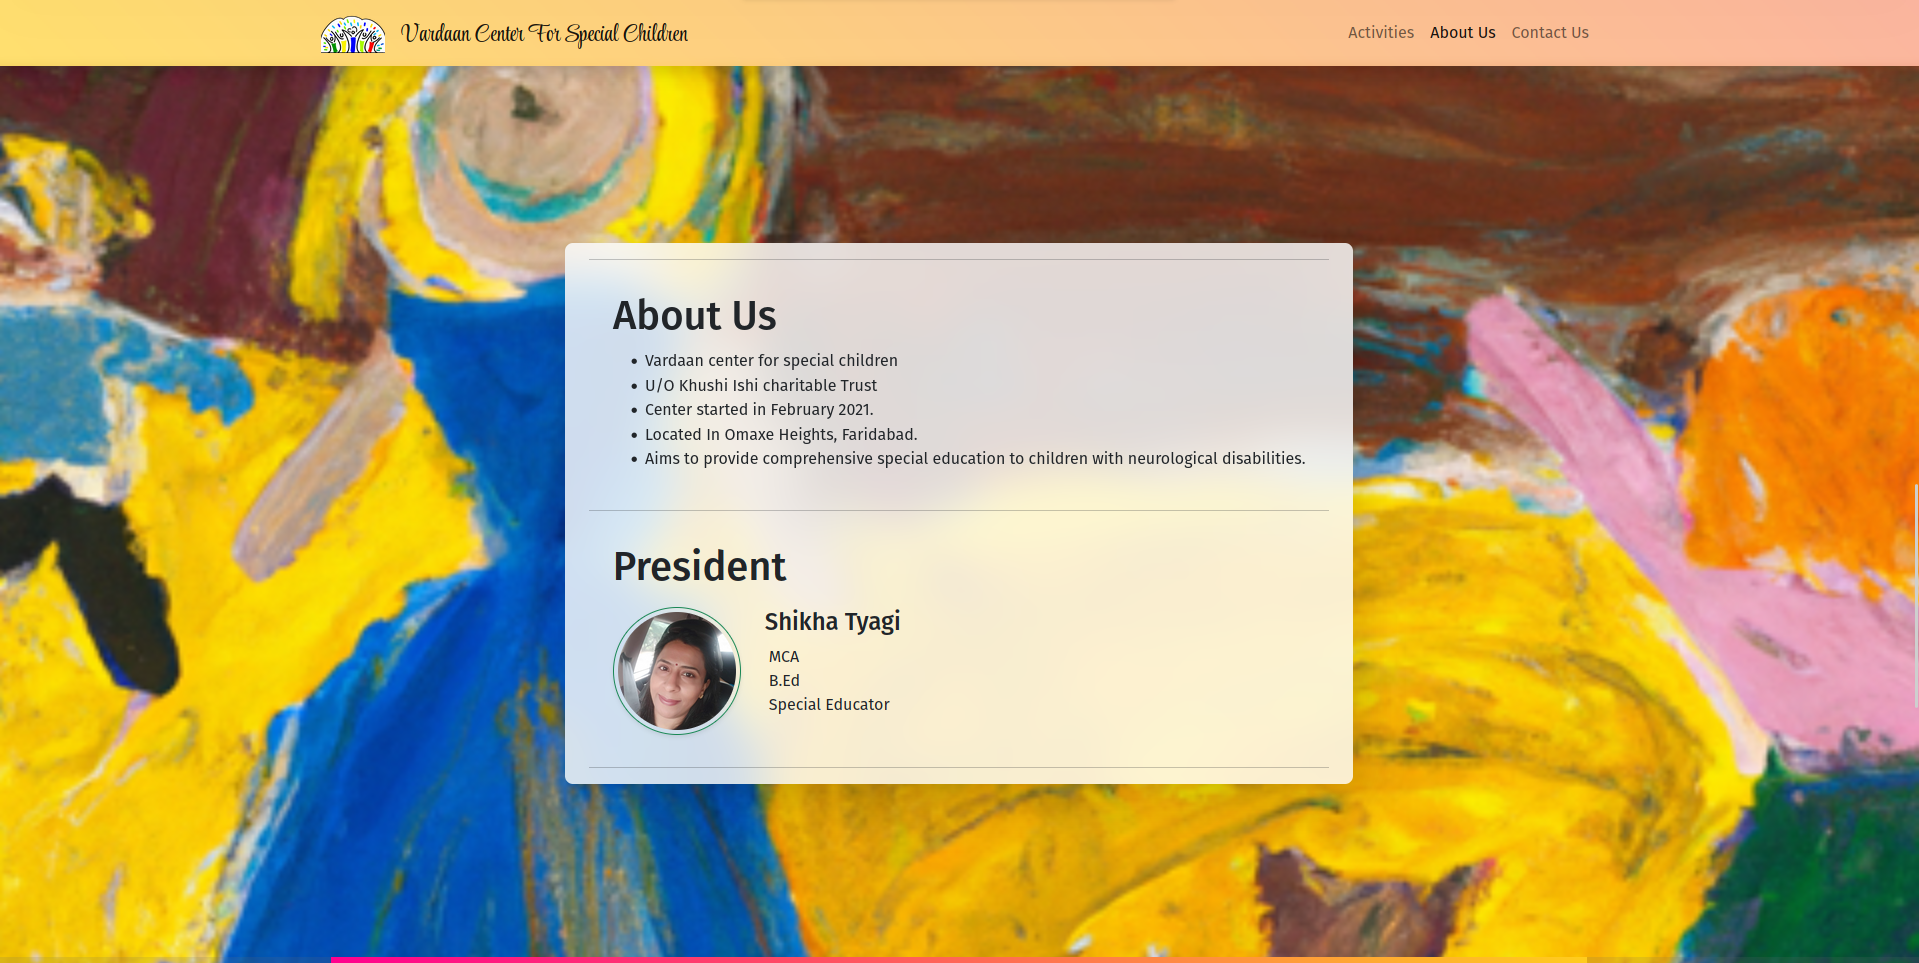 Vardaan Center For Special Children
Activities About Us Contact Us
About Us
• Vardaan center for special children
• U/O Khushi Ishi charitable Trust
• Center started in February 2021.
• Located In Omaxe Heights, Faridabad.
• Aims to provide comprehensive special education to children with neurological disabilities.
President
Shikha Tyagi
MCA
B.Ed
Special Educator